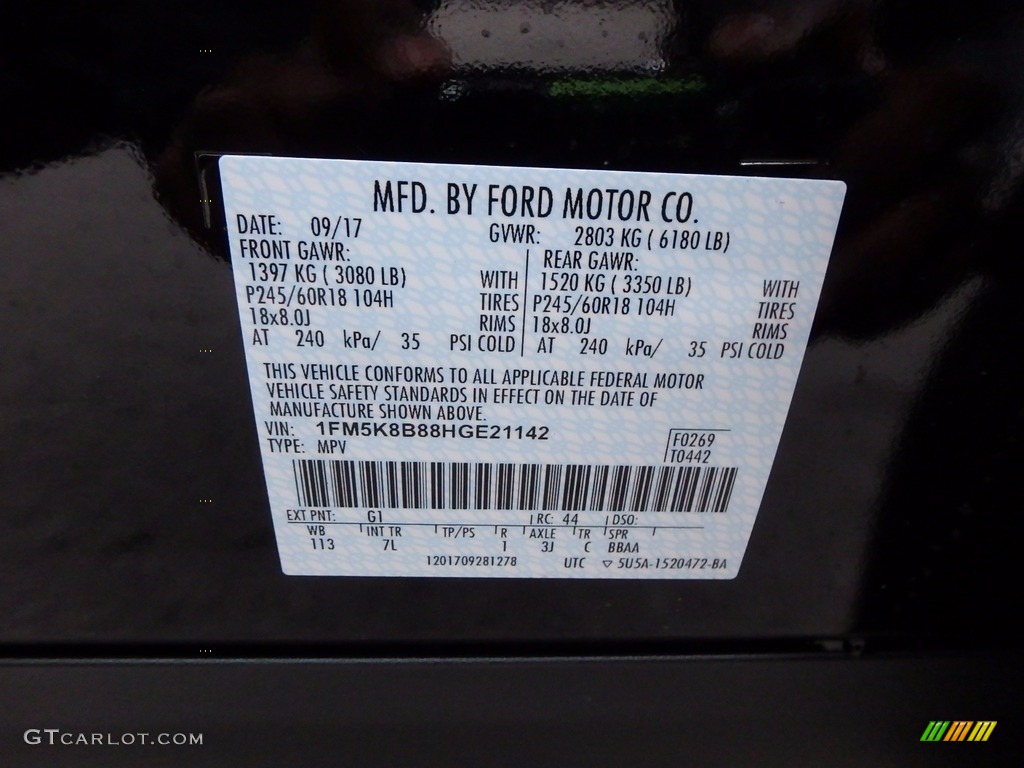 MFD. BY FORD MOTOR CO.
DATE: 09/17 GVWR: 2803 KG ( 6180 LB)
FRONT GAWR: REAR GAWR:
1397 KG ( 3080 LB) WITH 1520 KG ( 3350 LB) WITH
P245/60R18 104H TIRES P245/60R18 104H TIRES
18x8.0J RIMS 18x8.0J RIMS
AT 240 kPa/ 35 PSI COLD AT 240 kPa/ 35 PSI COLD
THIS VEHICLE CONFORMS TO ALL APPLICABLE FEDERAL MOTOR
VEHICLE SAFETY STANDARDS IN EFFECT ON THE DATE OF
MANUFACTURE SHOWN ABOVE.
VIN: 1FM5K8B88HGE21142
TYPE: MPV
F0269
T0442
EXT PNT: G1 RC: 44 DSO:
WB INT TR TP/PS R AXLE TR SPR
113 7L 1 3J C BBAA
1201709281278 UTC ▽ 5U5A-1520472-BA
GTCARLOT.COM